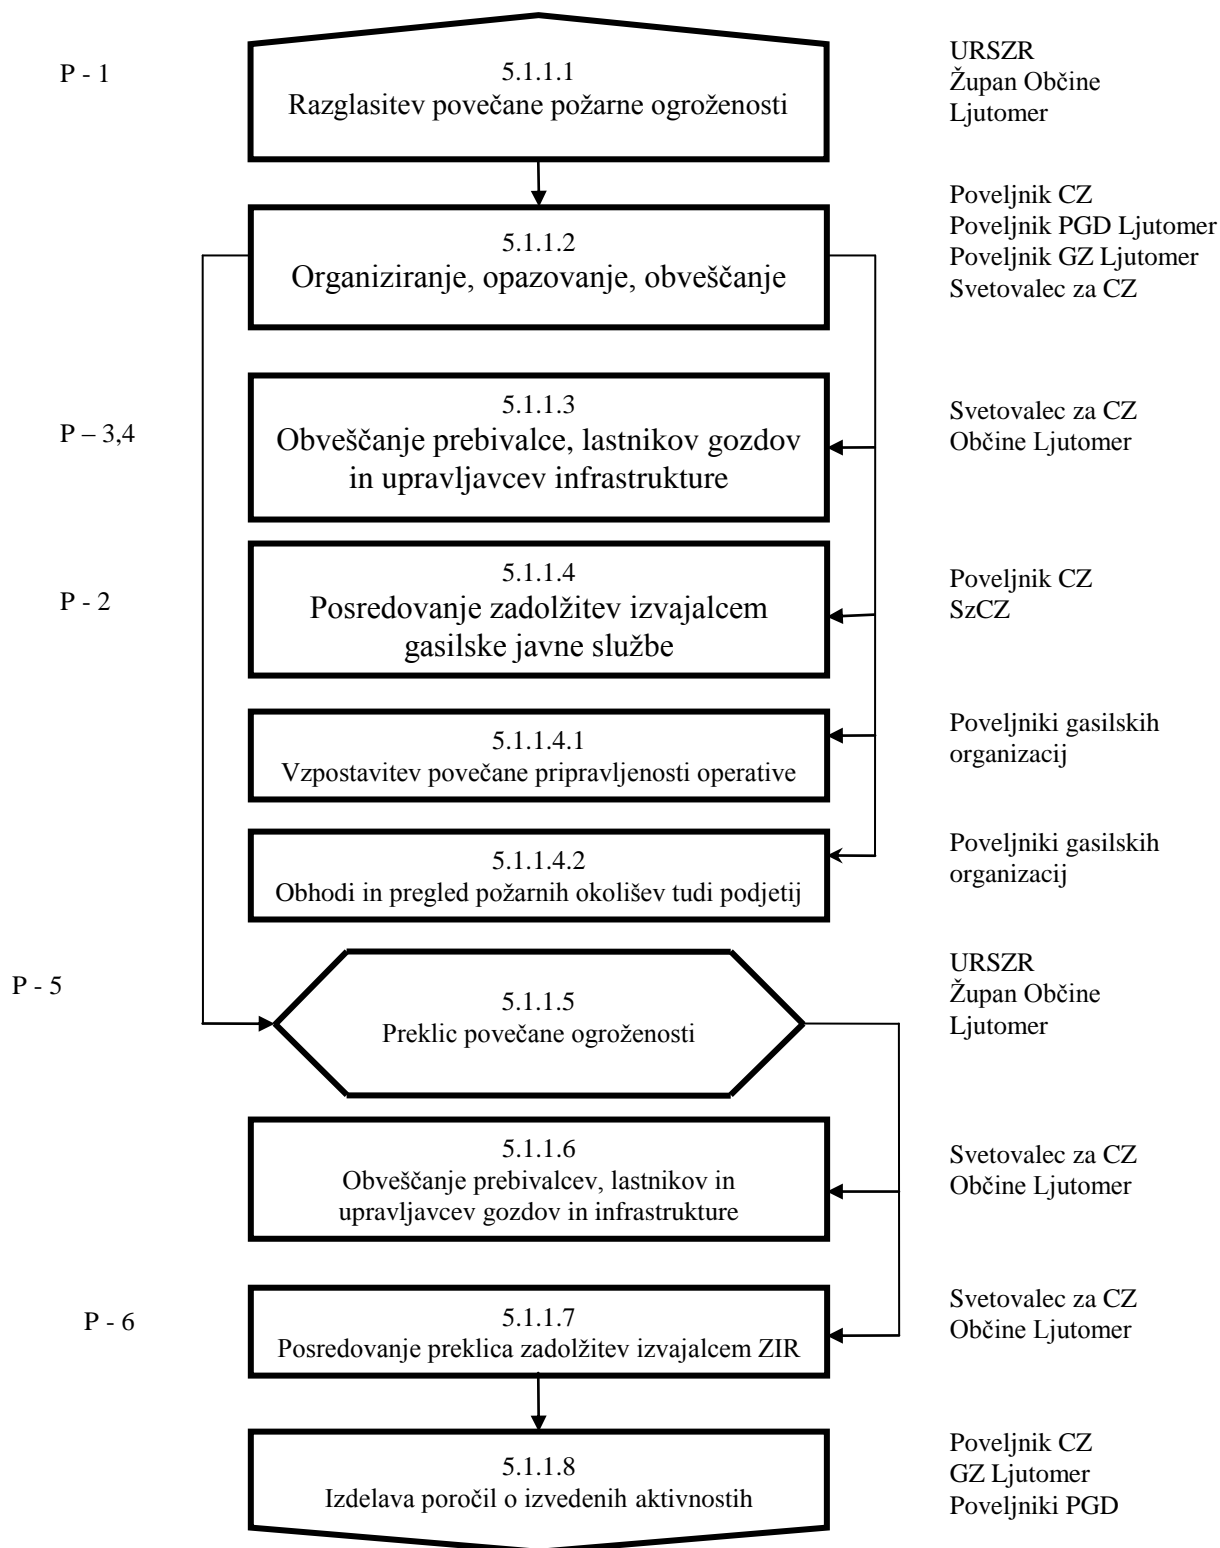 P - 1
5.1.1.1
Razglasitev povečane požarne ogroženosti
URSZR
Župan Občine
Ljutomer
5.1.1.2
Organiziranje, opazovanje, obveščanje
Poveljnik CZ
Poveljnik PGD Ljutomer
Poveljnik GZ Ljutomer
Svetovalec za CZ
P – 3,4
5.1.1.3
Obveščanje prebivalce, lastnikov gozdov
in upravljavcev infrastrukture
Svetovalec za CZ
Občine Ljutomer
P - 2
5.1.1.4
Posredovanje zadolžitev izvajalcem
gasilske javne službe
Poveljnik CZ
SzCZ
5.1.1.4.1
Vzpostavitev povečane pripravljenosti operative
Poveljniki gasilskih
organizacij
5.1.1.4.2
Obhodi in pregled požarnih okolišev tudi podjetij
Poveljniki gasilskih
organizacij
P - 5
5.1.1.5
Preklic povečane ogroženosti
URSZR
Župan Občine
Ljutomer
5.1.1.6
Obveščanje prebivalcev, lastnikov in
upravljavcev gozdov in infrastrukture
Svetovalec za CZ
Občine Ljutomer
P - 6
5.1.1.7
Posredovanje preklica zadolžitev izvajalcem ZIR
Svetovalec za CZ
Občine Ljutomer
5.1.1.8
Izdelava poročil o izvedenih aktivnostih
Poveljnik CZ
GZ Ljutomer
Poveljniki PGD